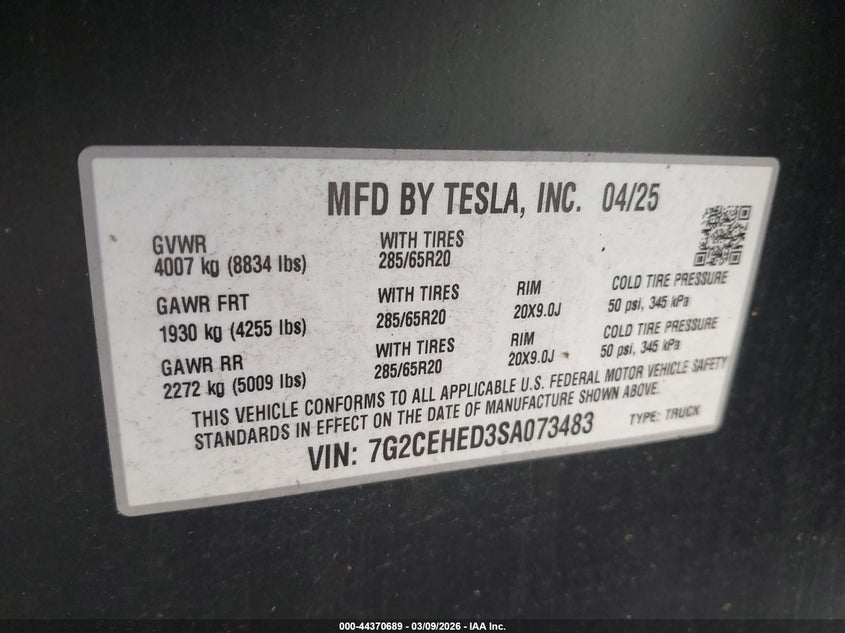 MFD BY TESLA, INC. 04/25
GVWR WITH TIRES
4007 kg (8834 lbs) 285/65R20
GAWR FRT WITH TIRES RIM COLD TIRE PRESSURE
1930 kg (4255 lbs) 285/65R20 20X9.0J 50 psi, 345 kPa
GAWR RR WITH TIRES RIM COLD TIRE PRESSURE
2272 kg (5009 lbs) 285/65R20 20X9.0J 50 psi, 345 kPa
THIS VEHICLE CONFORMS TO ALL APPLICABLE U.S. FEDERAL MOTOR VEHICLE SAFETY
STANDARDS IN EFFECT ON THE DATE OF MANUFACTURE SHOWN ABOVE.
VIN: 7G2CEHED3SA073483 TYPE: TRUCK
000-44370689 - 03/09/2026 - IAA Inc.